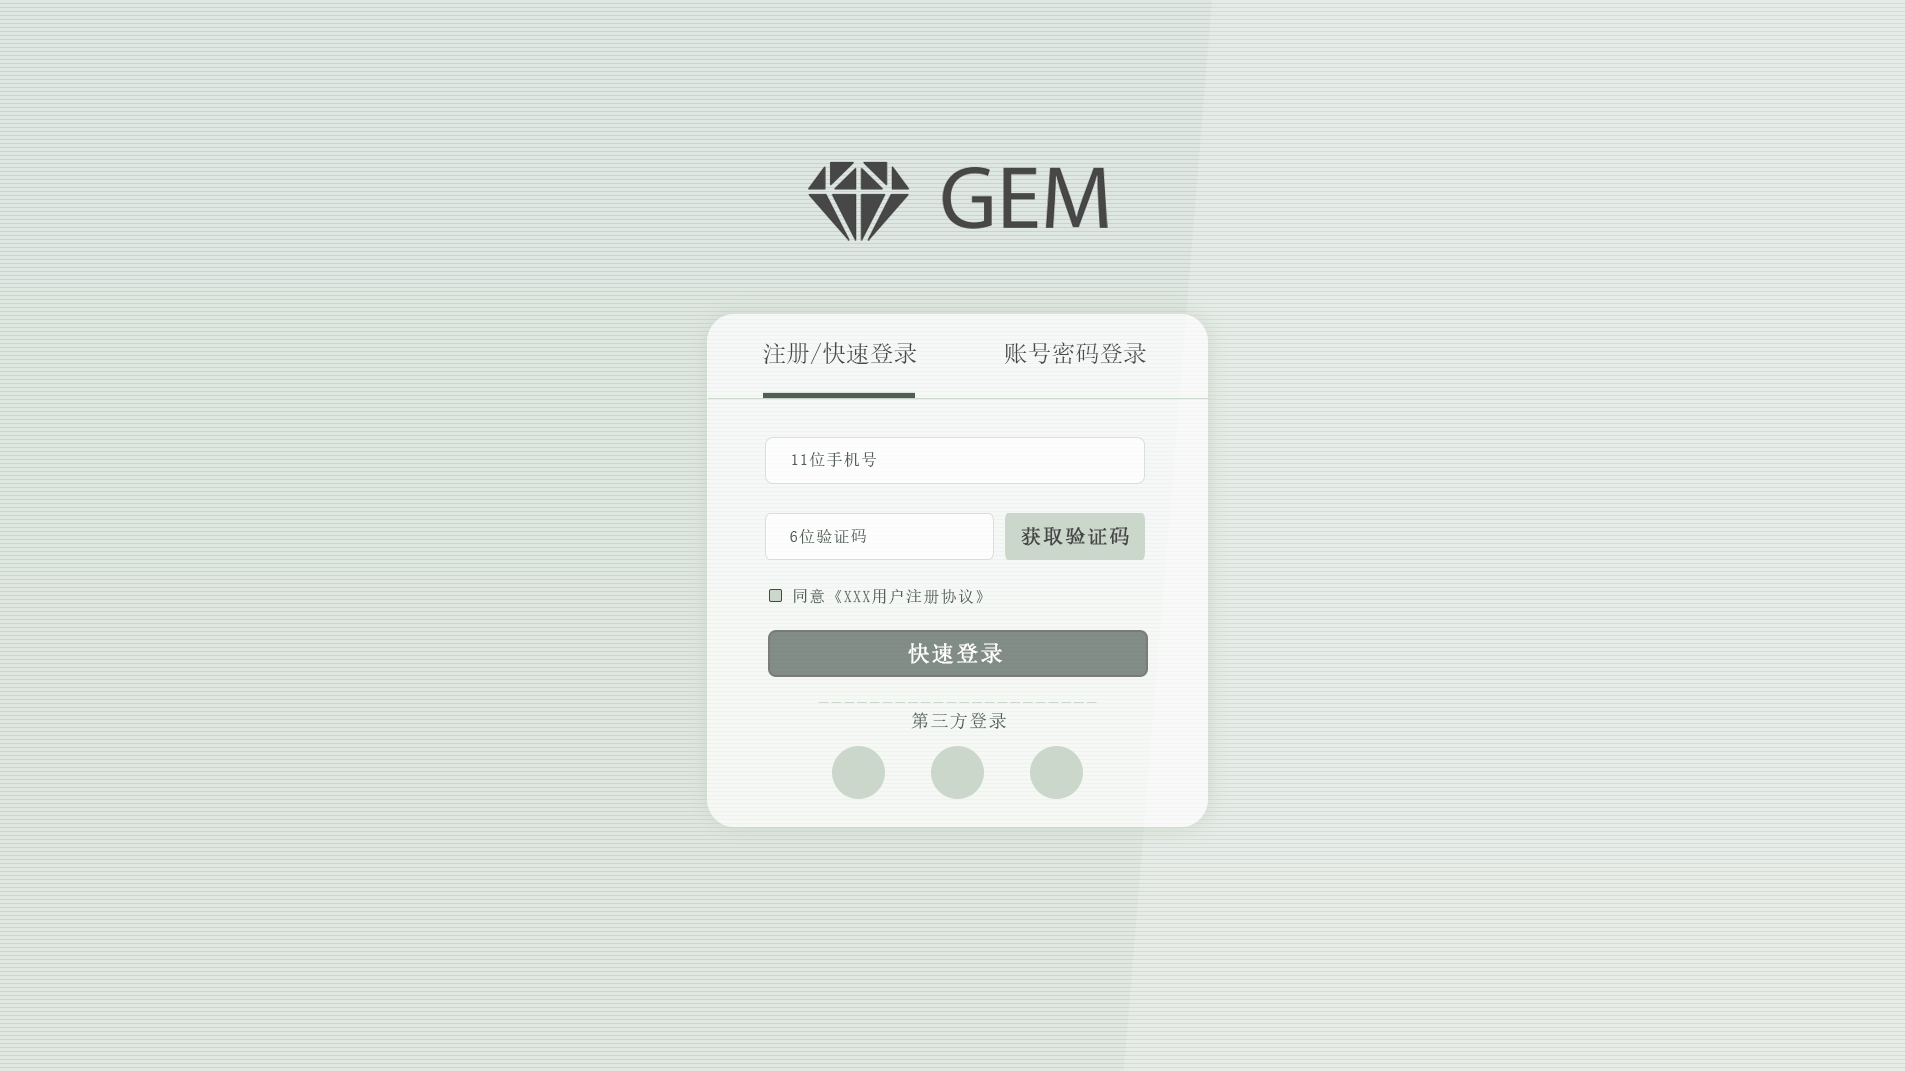 GEM
注册/快速登录
账号密码登录
11位手机号
6位验证码
获取验证码
同意《XXX用户注册协议》
快速登录
第三方登录